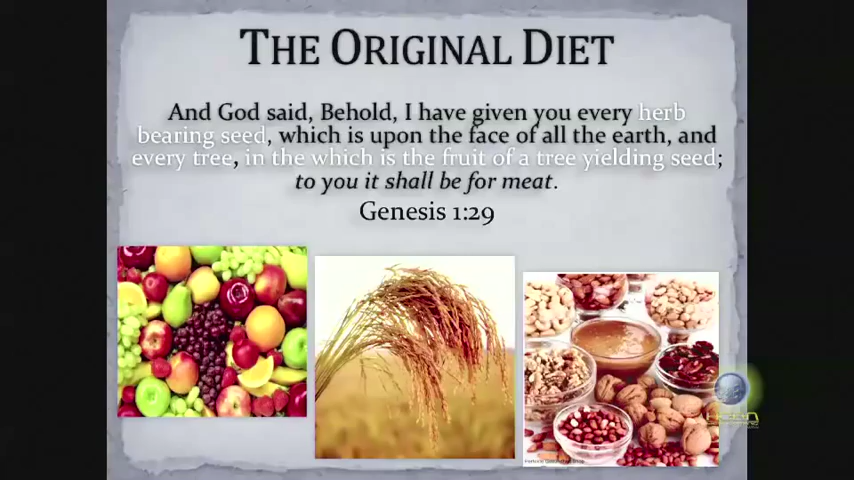 THE ORIGINAL DIET
And God said, Behold, I have given you every herb
bearing seed, which is upon the face of all the earth, and
every tree, in the which is the fruit of a tree yielding seed;
to you it shall be for meat.
Genesis 1:29